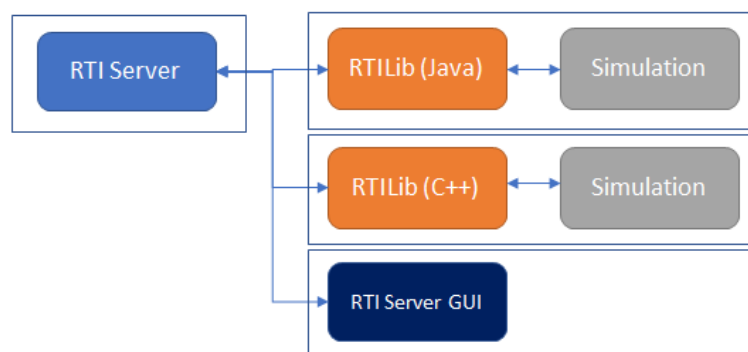 RTI Server
RTILib (Java)
Simulation
RTILib (C++)
Simulation
RTI Server GUI